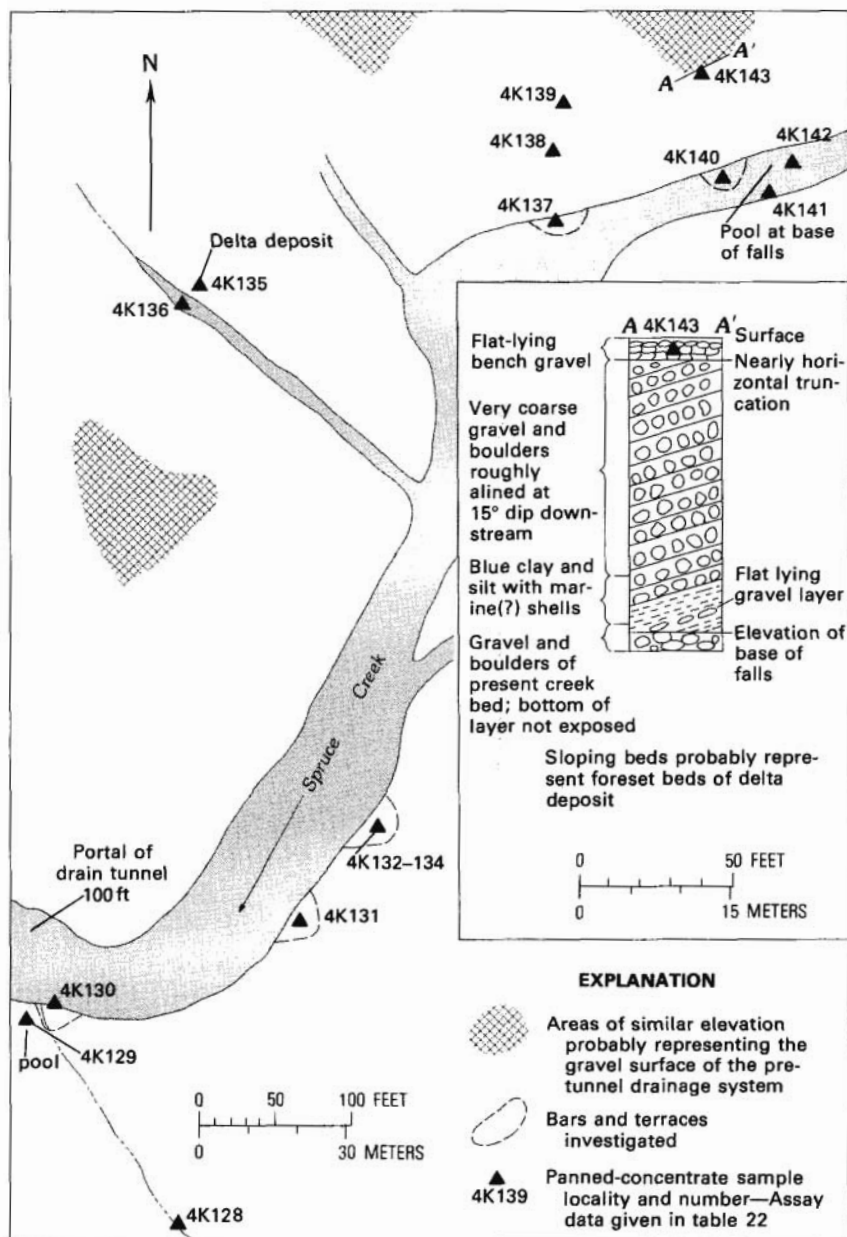 N
A
A'
4K143
4K139
4K138
4K142
4K140
4K137
4K141
Pool at base
of falls
Delta deposit
4K135
4K136
A 4K143 A'
Flat-lying
bench gravel
Surface
Nearly hori-
zontal trun-
cation
Very coarse
gravel and
boulders
roughly
alined at
15° dip down-
stream
Blue clay and
silt with mar-
ine(?) shells
Flat lying
gravel layer
Elevation of
base of
falls
Gravel and
boulders of
present creek
bed; bottom of
layer not exposed
Sloping beds probably repre-
sent foreset beds of delta
deposit
0 50 FEET
0 15 METERS
Spruce Creek
4K132–134
4K131
Portal of
drain tunnel
100 ft
4K130
4K129
pool
4K128
0 50 100 FEET
0 30 METERS
EXPLANATION
Areas of similar elevation
probably representing the
gravel surface of the pre-
tunnel drainage system
Bars and terraces
investigated
4K139
Panned-concentrate sample
locality and number—Assay
data given in table 22